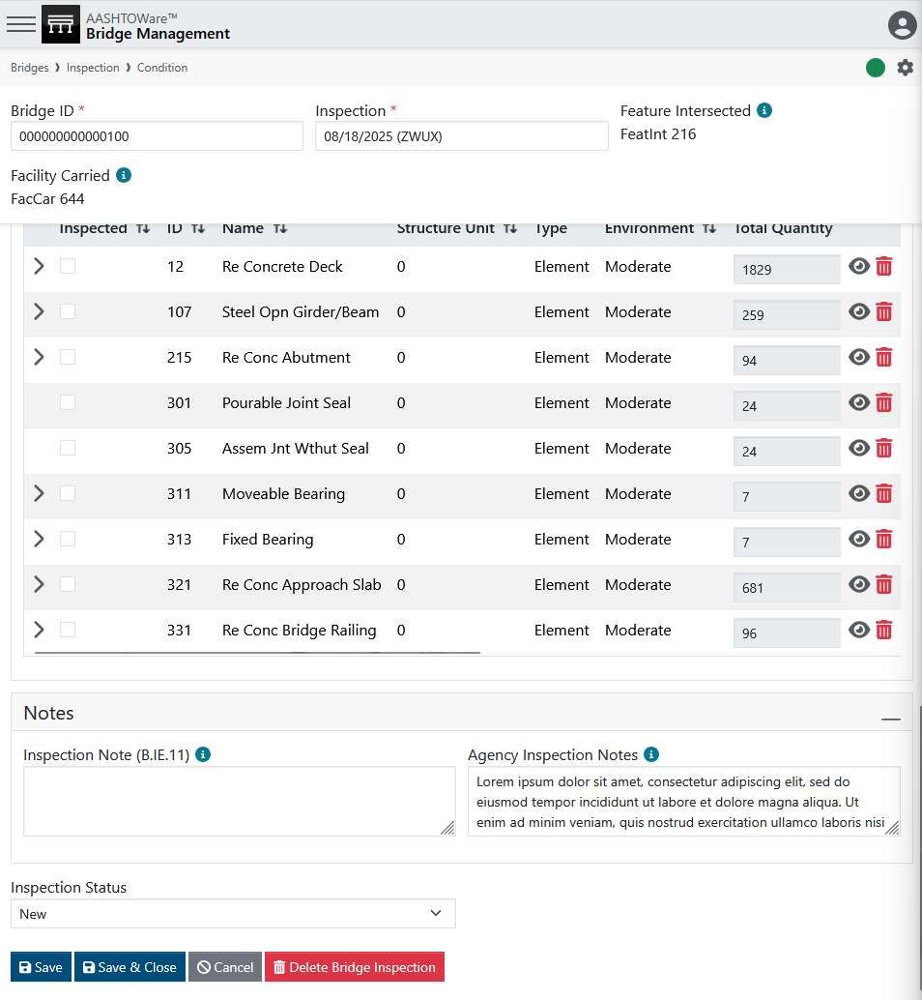 AASHTOWare™
Bridge Management
Bridges ❯ Inspection ❯ Condition
Bridge ID *
000000000000100
Inspection *
08/18/2025 (ZWUX)
Feature Intersected
FeatInt 216
Facility Carried
FacCar 644
Inspected ID Name Structure Unit Type Environment Total Quantity
12 Re Concrete Deck 0 Element Moderate 1829
107 Steel Opn Girder/Beam 0 Element Moderate 259
215 Re Conc Abutment 0 Element Moderate 94
301 Pourable Joint Seal 0 Element Moderate 24
305 Assem Jnt Wthut Seal 0 Element Moderate 24
311 Moveable Bearing 0 Element Moderate 7
313 Fixed Bearing 0 Element Moderate 7
321 Re Conc Approach Slab 0 Element Moderate 681
331 Re Conc Bridge Railing 0 Element Moderate 96
Notes
Inspection Note (B.IE.11)
Agency Inspection Notes
Lorem ipsum dolor sit amet, consectetur adipiscing elit, sed do
eiusmod tempor incididunt ut labore et dolore magna aliqua. Ut
enim ad minim veniam, quis nostrud exercitation ullamco laboris nisi
Inspection Status
New
Save Save & Close Cancel Delete Bridge Inspection